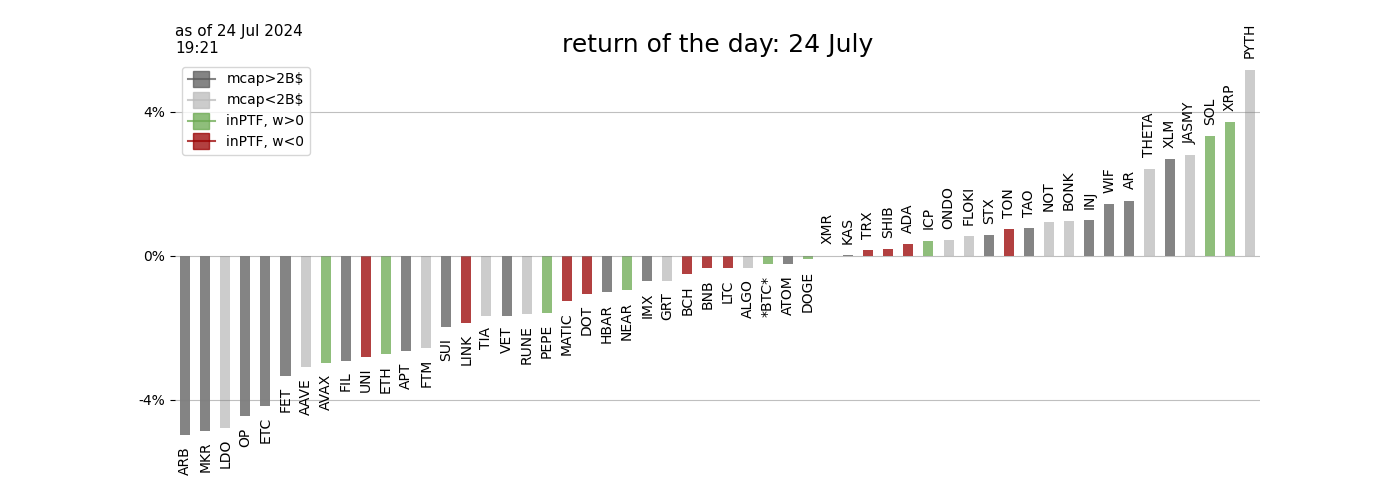 as of 24 Jul 2024
19:21
return of the day: 24 July
mcap>2B$
mcap<2B$
inPTF, w>0
inPTF, w<0
4%
0%
-4%
ARB
MKR
LDO
OP
ETC
FET
AAVE
AVAX
FIL
UNI
ETH
APT
FTM
SUI
LINK
TIA
VET
RUNE
PEPE
MATIC
DOT
HBAR
NEAR
IMX
GRT
BCH
BNB
LTC
ALGO
*BTC*
ATOM
DOGE
XMR
KAS
TRX
SHIB
ADA
ICP
ONDO
FLOKI
STX
TON
TAO
NOT
BONK
INJ
WIF
AR
THETA
XLM
JASMY
SOL
XRP
PYTH